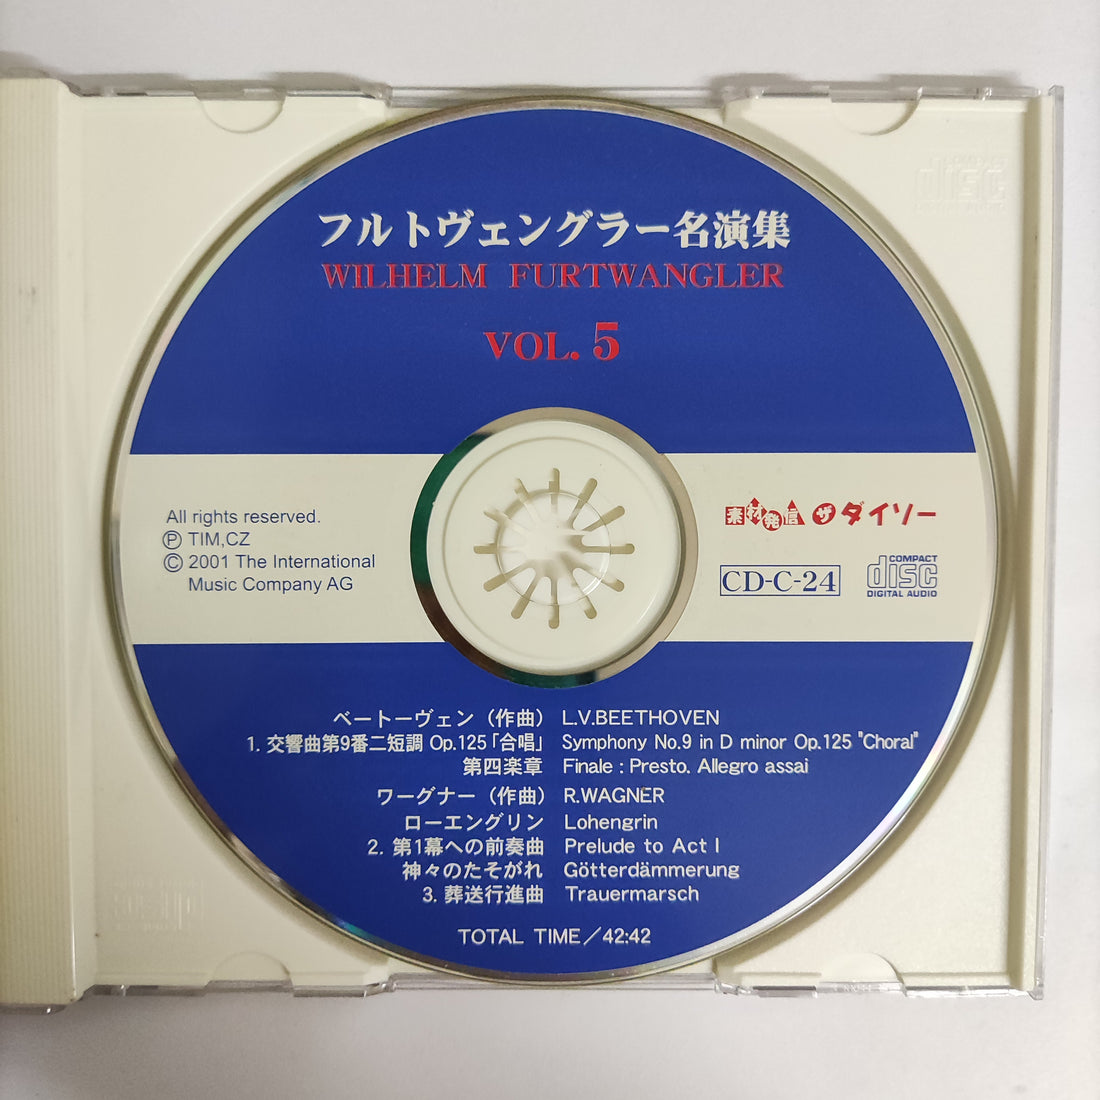 フルトヴェングラー名演集
WILHELM FURTWANGLER
VOL. 5
All rights reserved.
Ⓟ TIM,CZ
© 2001 The International
Music Company AG
素材発信 ザ ダイソー
CD-C-24
COMPACT
disc
DIGITAL AUDIO
ベートーヴェン（作曲） L.V.BEETHOVEN
1. 交響曲第9番二短調 Op.125「合唱」 Symphony No.9 in D minor Op.125 "Choral"
第四楽章 Finale : Presto. Allegro assai
ワーグナー（作曲） R.WAGNER
ローエングリン Lohengrin
2. 第1幕への前奏曲 Prelude to Act I
神々のたそがれ Götterdämmerung
3. 葬送行進曲 Trauermarsch
TOTAL TIME／42:42
disc